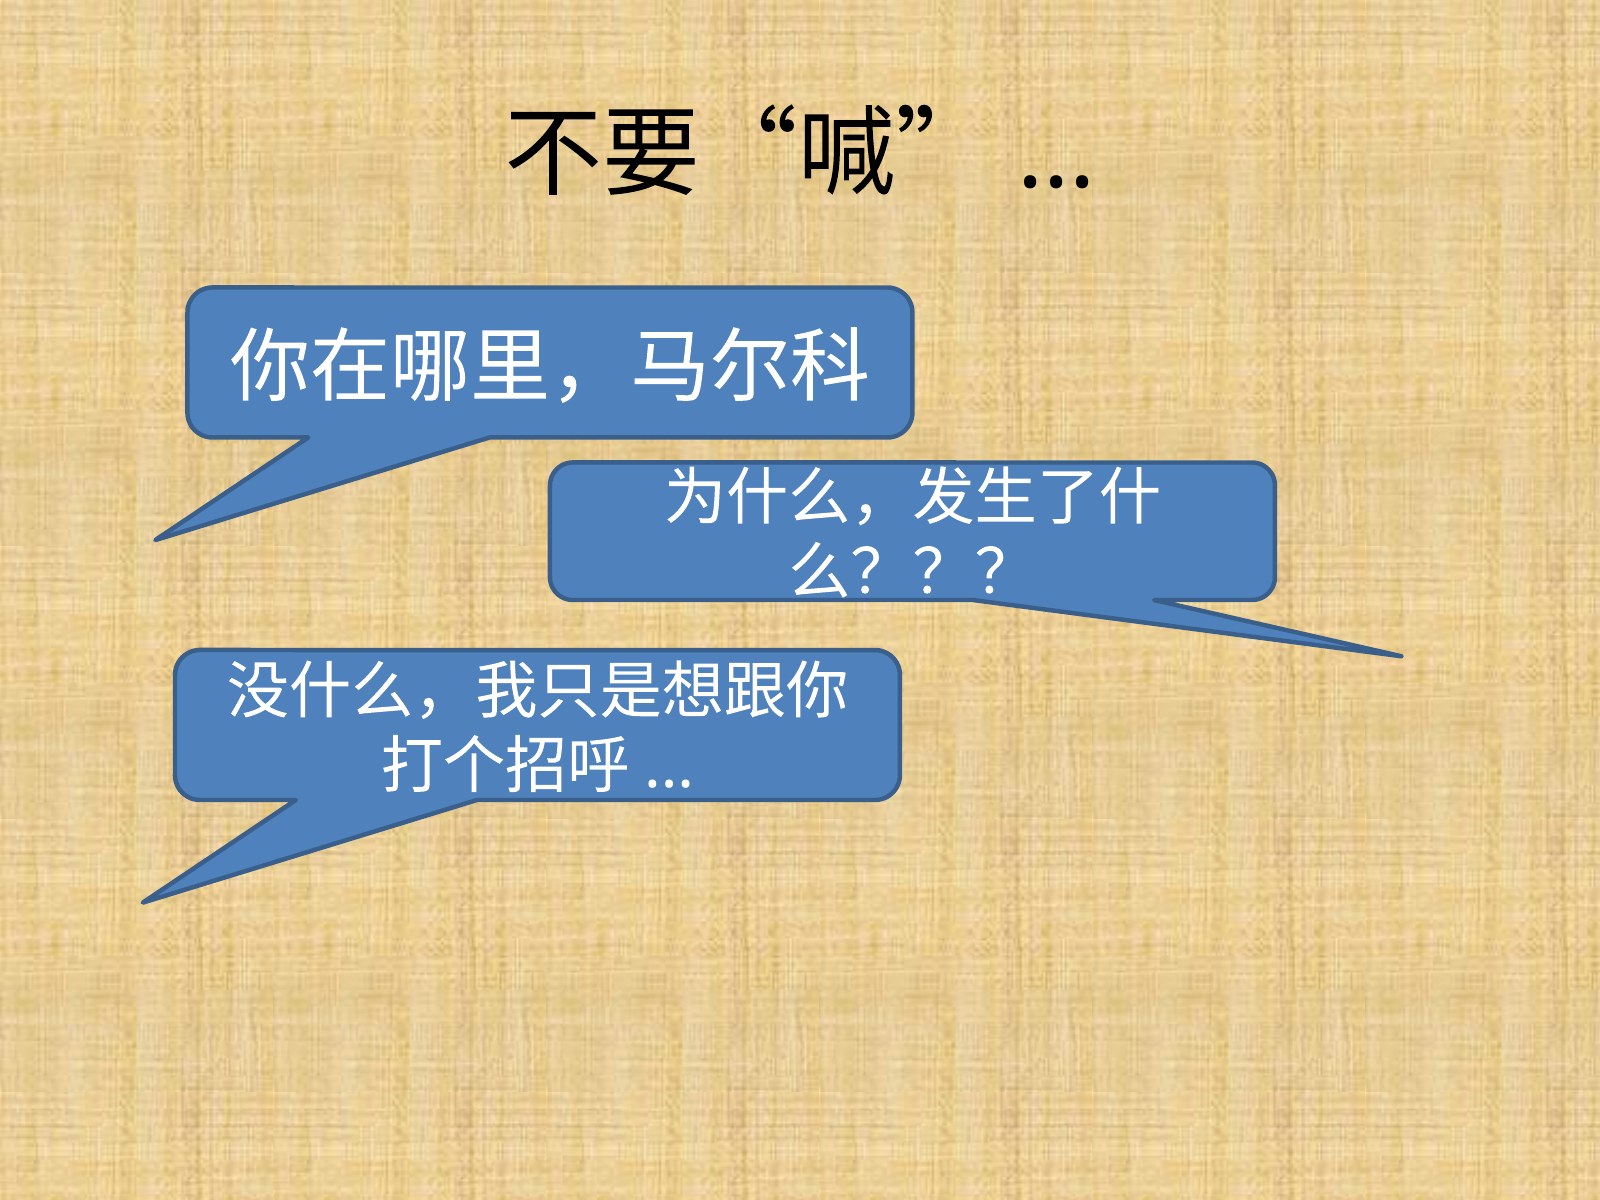 不要“喊” ...
你在哪里，马尔科
为什么，发生了什
么？？？
没什么，我只是想跟你
打个招呼 ...